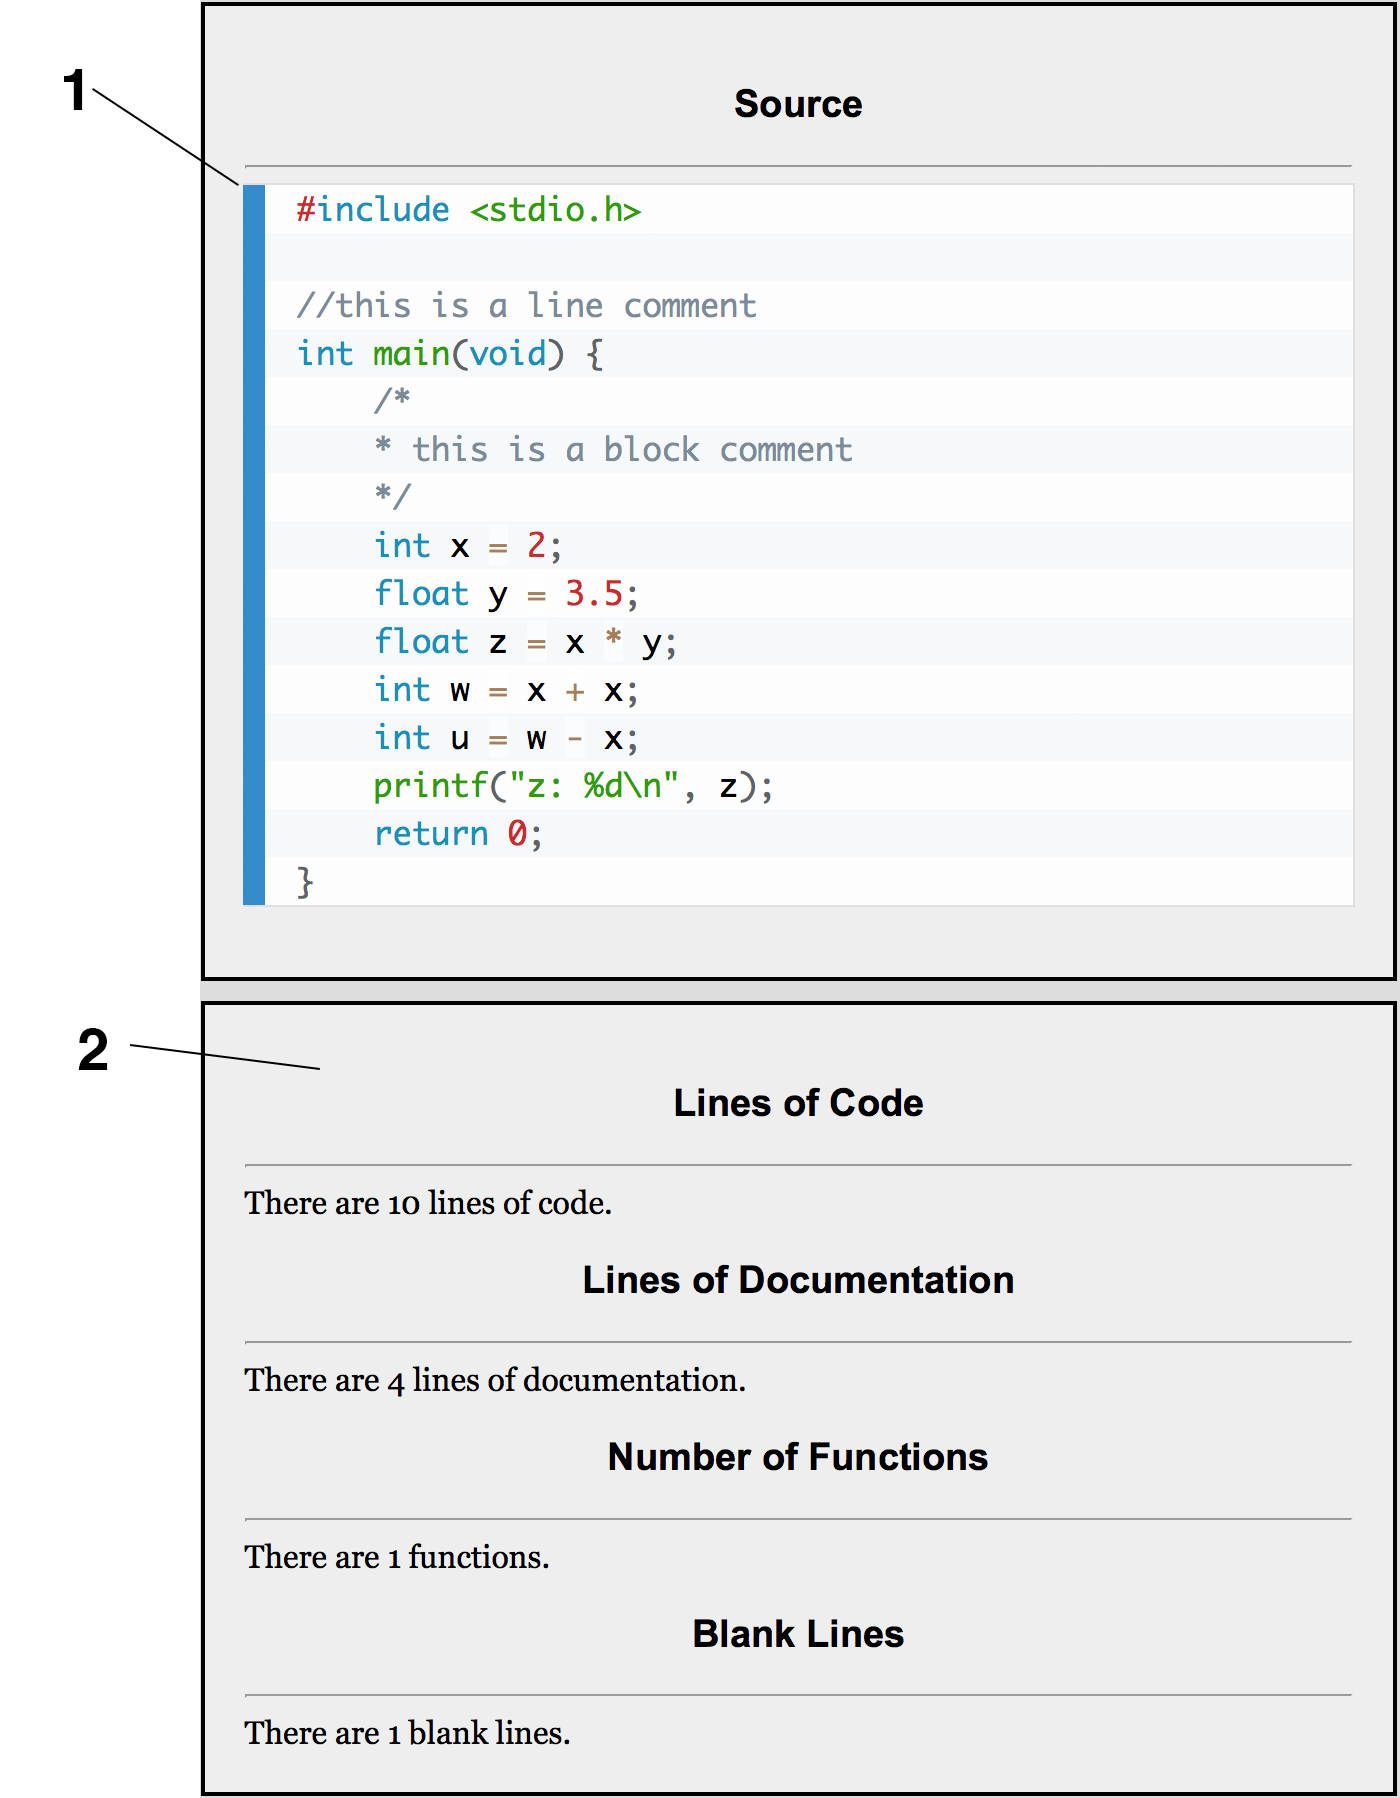 1
Source
#include <stdio.h>
//this is a line comment
int main(void) {
    /*
    * this is a block comment
    */
    int x = 2;
    float y = 3.5;
    float z = x * y;
    int w = x + x;
    int u = w - x;
    printf("z: %d\n", z);
    return 0;
}
2
Lines of Code
There are 10 lines of code.
Lines of Documentation
There are 4 lines of documentation.
Number of Functions
There are 1 functions.
Blank Lines
There are 1 blank lines.